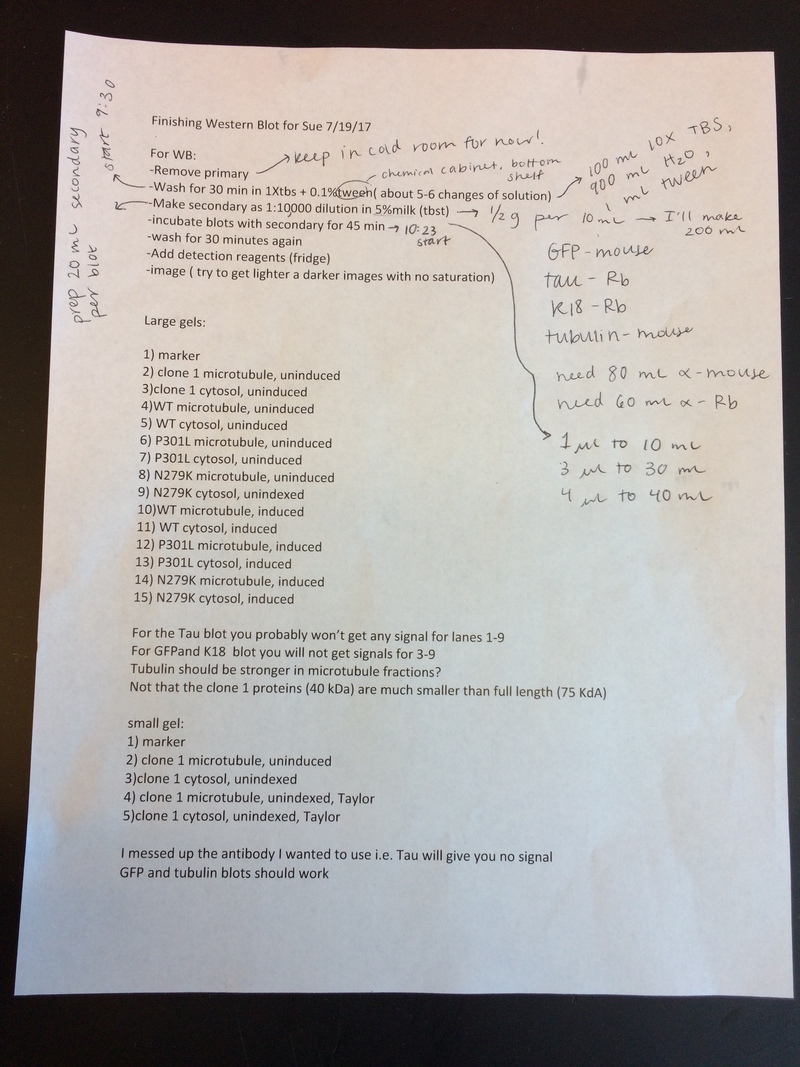 Finishing Western Blot for Sue 7/19/17
For WB:
-Remove primary
keep in cold room for now!
chemical cabinet, bottom
shelf
-Wash for 30 min in 1Xtbs + 0.1%tween( about 5-6 changes of solution)
100 mL 10X TBS,
900 mL H2O,
1 mL tween
start 9:30
-Make secondary as 1:10000 dilution in 5%milk (tbst)
1/2 g per 10 mL → I'll make
200 mL
prep 20 mL secondary
per blot
-incubate blots with secondary for 45 min → 10:23
start
-wash for 30 minutes again
-Add detection reagents (fridge)
-image ( try to get lighter a darker images with no saturation)
GFP-mouse
tau - Rb
K18 - Rb
tubulin-mouse
need 80 mL α-mouse
need 60 mL α-Rb
1 μL to 10 mL
3 μL to 30 mL
4 μL to 40 mL
Large gels:
1) marker
2) clone 1 microtubule, uninduced
3)clone 1 cytosol, uninduced
4)WT microtubule, uninduced
5) WT cytosol, uninduced
6) P301L microtubule, uninduced
7) P301L cytosol, uninduced
8) N279K microtubule, uninduced
9) N279K cytosol, unindexed
10)WT microtubule, induced
11) WT cytosol, induced
12) P301L microtubule, induced
13) P301L cytosol, induced
14) N279K microtubule, induced
15) N279K cytosol, induced
For the Tau blot you probably won't get any signal for lanes 1-9
For GFPand K18 blot you will not get signals for 3-9
Tubulin should be stronger in microtubule fractions?
Not that the clone 1 proteins (40 kDa) are much smaller than full length (75 KdA)
small gel:
1) marker
2) clone 1 microtubule, uninduced
3)clone 1 cytosol, unindexed
4) clone 1 microtubule, unindexed, Taylor
5)clone 1 cytosol, unindexed, Taylor
I messed up the antibody I wanted to use i.e. Tau will give you no signal
GFP and tubulin blots should work